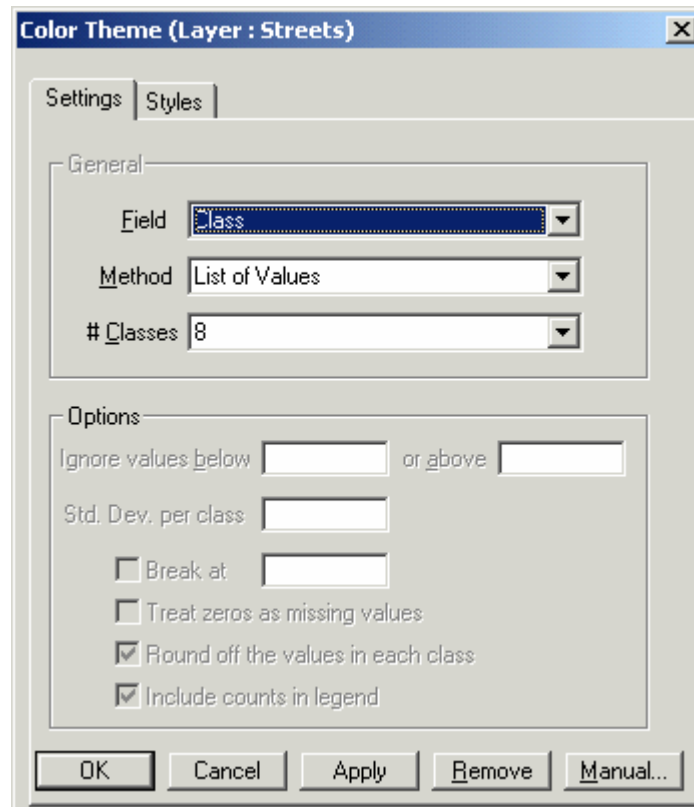 Color Theme (Layer : Streets)
Settings Styles
General
Field Class
Method List of Values
# Classes 8
Options
Ignore values below or above
Std. Dev. per class
Break at
Treat zeros as missing values
Round off the values in each class
Include counts in legend
OK Cancel Apply Remove Manual...